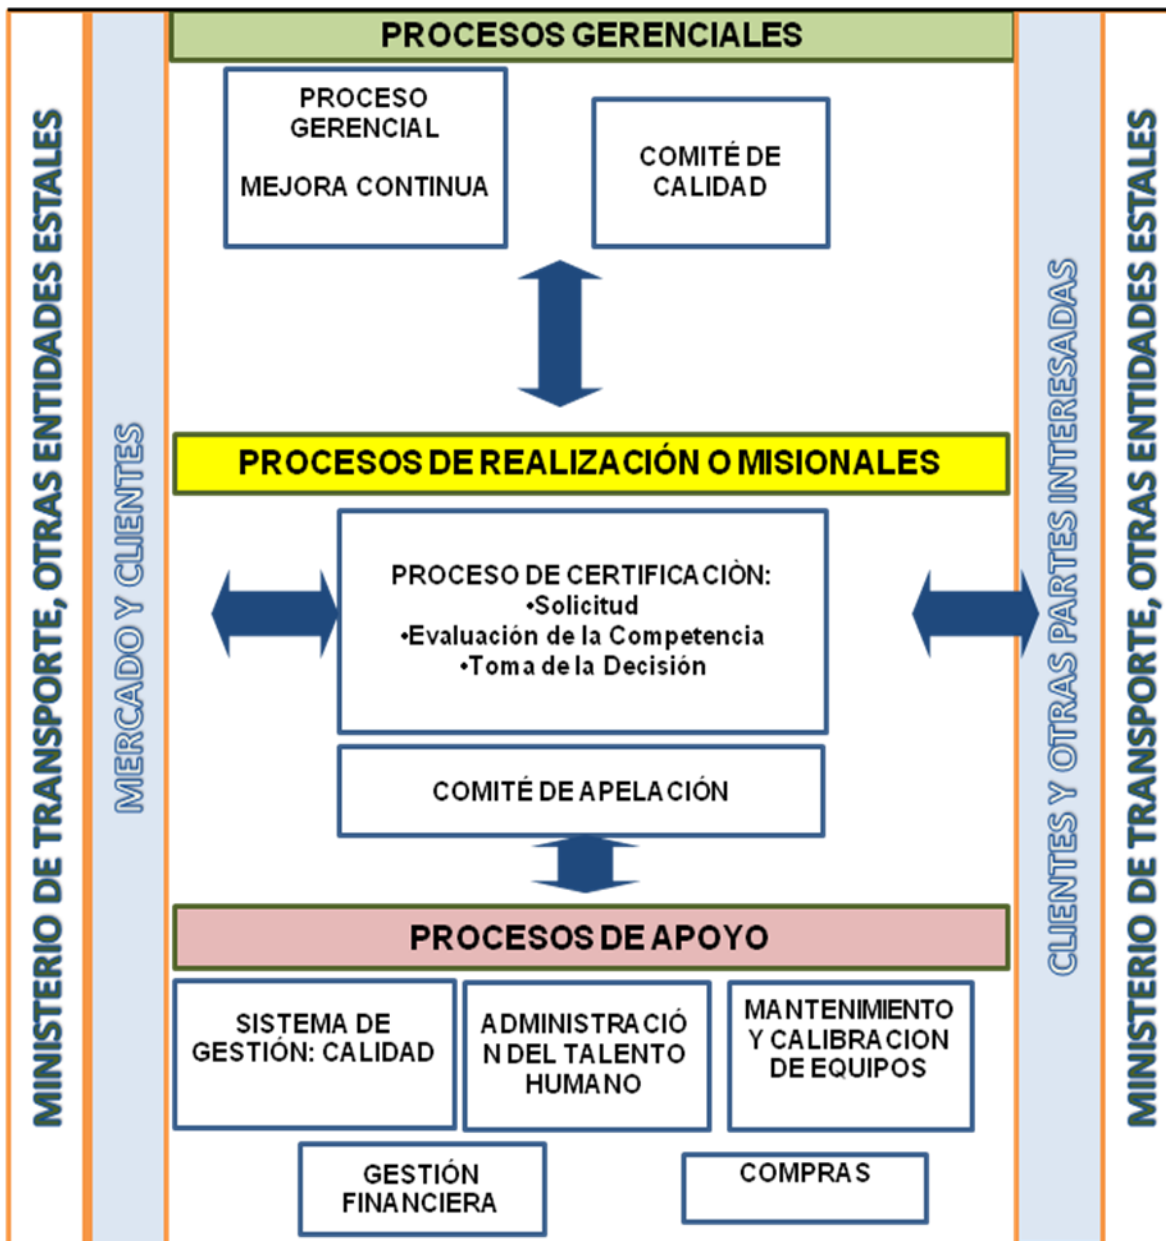 PROCESOS GERENCIALES
PROCESO
GERENCIAL
MEJORA CONTINUA
COMITÉ DE
CALIDAD
MINISTERIO DE TRANSPORTE, OTRAS ENTIDADES ESTALES
MERCADO Y CLIENTES
PROCESOS DE REALIZACIÓN O MISIONALES
PROCESO DE CERTIFICACIÒN:
•Solicitud
•Evaluación de la Competencia
•Toma de la Decisión
COMITÉ DE APELACIÓN
CLIENTES Y OTRAS PARTES INTERESADAS
MINISTERIO DE TRANSPORTE, OTRAS ENTIDADES ESTALES
PROCESOS DE APOYO
SISTEMA DE
GESTIÓN: CALIDAD
ADMINISTRACIÓ
N DEL TALENTO
HUMANO
MANTENIMIENTO
Y CALIBRACION
DE EQUIPOS
GESTIÓN
FINANCIERA
COMPRAS